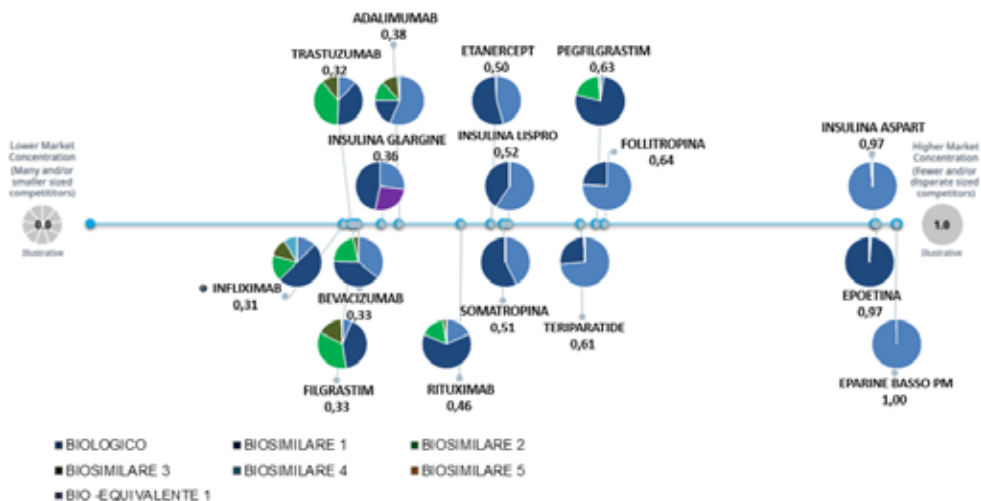 ADALIMUMAB
0,38
TRASTUZUMAB
0,32
ETANERCEPT
0,50
PEGFILGRASTIM
0,63
INSULINA GLARGINE
0,36
INSULINA LISPRO
0,52
FOLLITROPINA
0,64
INSULINA ASPART
0,97
Lower Market
Concentration
(Many and/or
smaller sized
competititors)
0.0
Illustrative
Higher Market
Concentration
(Fewer and/or
disparate sized
competitors)
1.0
Illustrative
INFLIXIMAB
0,31
BEVACIZUMAB
0,33
SOMATROPINA
0,51
TERIPARATIDE
0,61
EPOETINA
0,97
FILGRASTIM
0,33
RITUXIMAB
0,46
EPARINE BASSO PM
1,00
BIOLOGICO
BIOSIMILARE 1
BIOSIMILARE 2
BIOSIMILARE 3
BIOSIMILARE 4
BIOSIMILARE 5
BIO -EQUIVALENTE 1